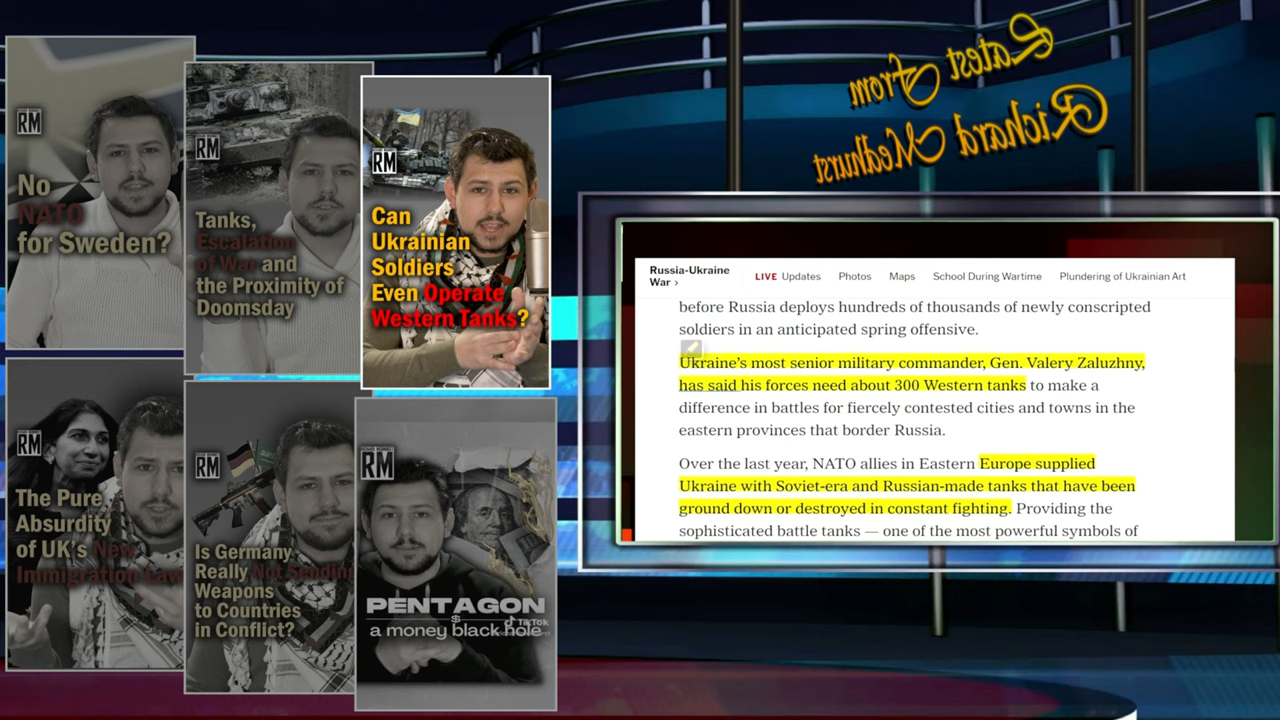 RM
No
NATO
for Sweden?
RM
Tanks,
Escalation
of War and
the Proximity of
Doomsday
RM
Can
Ukrainian
Soldiers
Even Operate
Western Tanks?
RM
The Pure
Absurdity
of UK's New
Immigration Law
RM
Is Germany
Really Not Sending
Weapons
to Countries
in Conflict?
RM
PENTAGON
$
a money black hole
TikTok
Latest From
Richard Medhurst
Russia-Ukraine
War ›
LIVE Updates Photos Maps School During Wartime Plundering of Ukrainian Art
before Russia deploys hundreds of thousands of newly conscripted
soldiers in an anticipated spring offensive.
Ukraine’s most senior military commander, Gen. Valery Zaluzhny,
has said his forces need about 300 Western tanks to make a
difference in battles for fiercely contested cities and towns in the
eastern provinces that border Russia.
Over the last year, NATO allies in Eastern Europe supplied
Ukraine with Soviet-era and Russian-made tanks that have been
ground down or destroyed in constant fighting. Providing the
sophisticated battle tanks — one of the most powerful symbols of